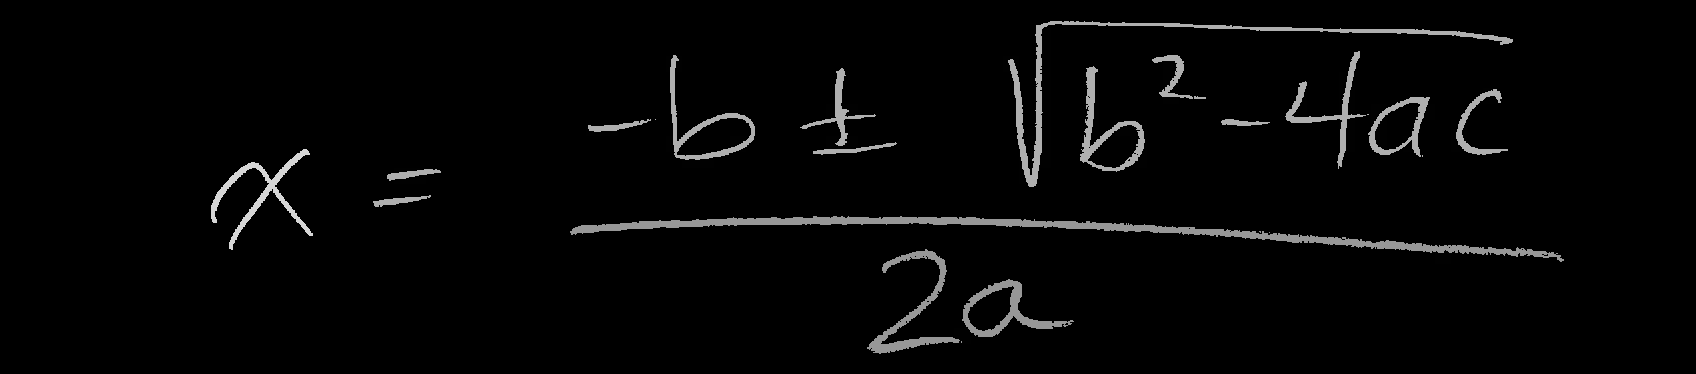 x = (-b ± √(b² - 4ac)) / 2a